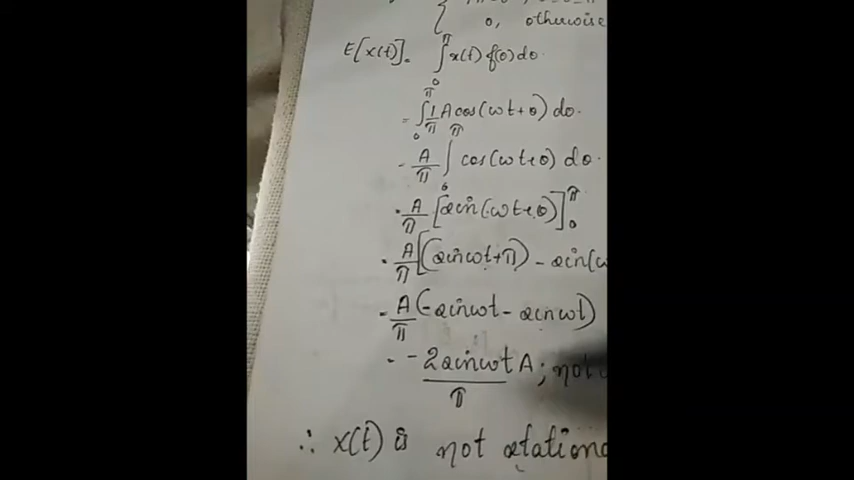 0, otherwise
E[x(t)] = ∫₀^π x(t) f(θ) dθ
= ∫₀^π 1/π A cos(ωt + θ) dθ
= A/π ∫₀^π cos(ωt+θ) dθ
= A/π [sin(ωt+θ)]₀^π
= A/π [(sin ωt + π) - sin(ω
= A/π (-sin ωt - sin ωt)
= -2 sin ωt A / π ; not
∴ x(t) is not stationa